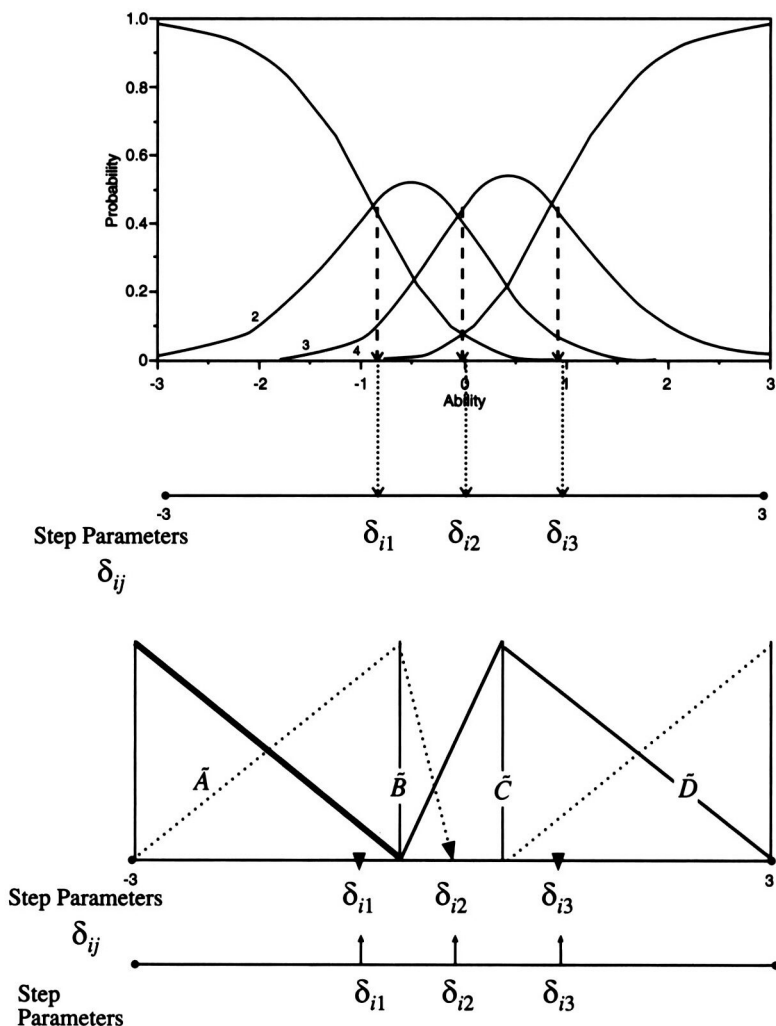 1.0
0.8
0.6
Probability
0.4
0.2
2
3
4
0
-3 -2 -1 0 1 2 3
Ability
-3 3
Step Parameters δi1 δi2 δi3
δij
Ã B̃ C̃ D̃
-3 3
Step Parameters δi1 δi2 δi3
δij
Step δi1 δi2 δi3
Parameters